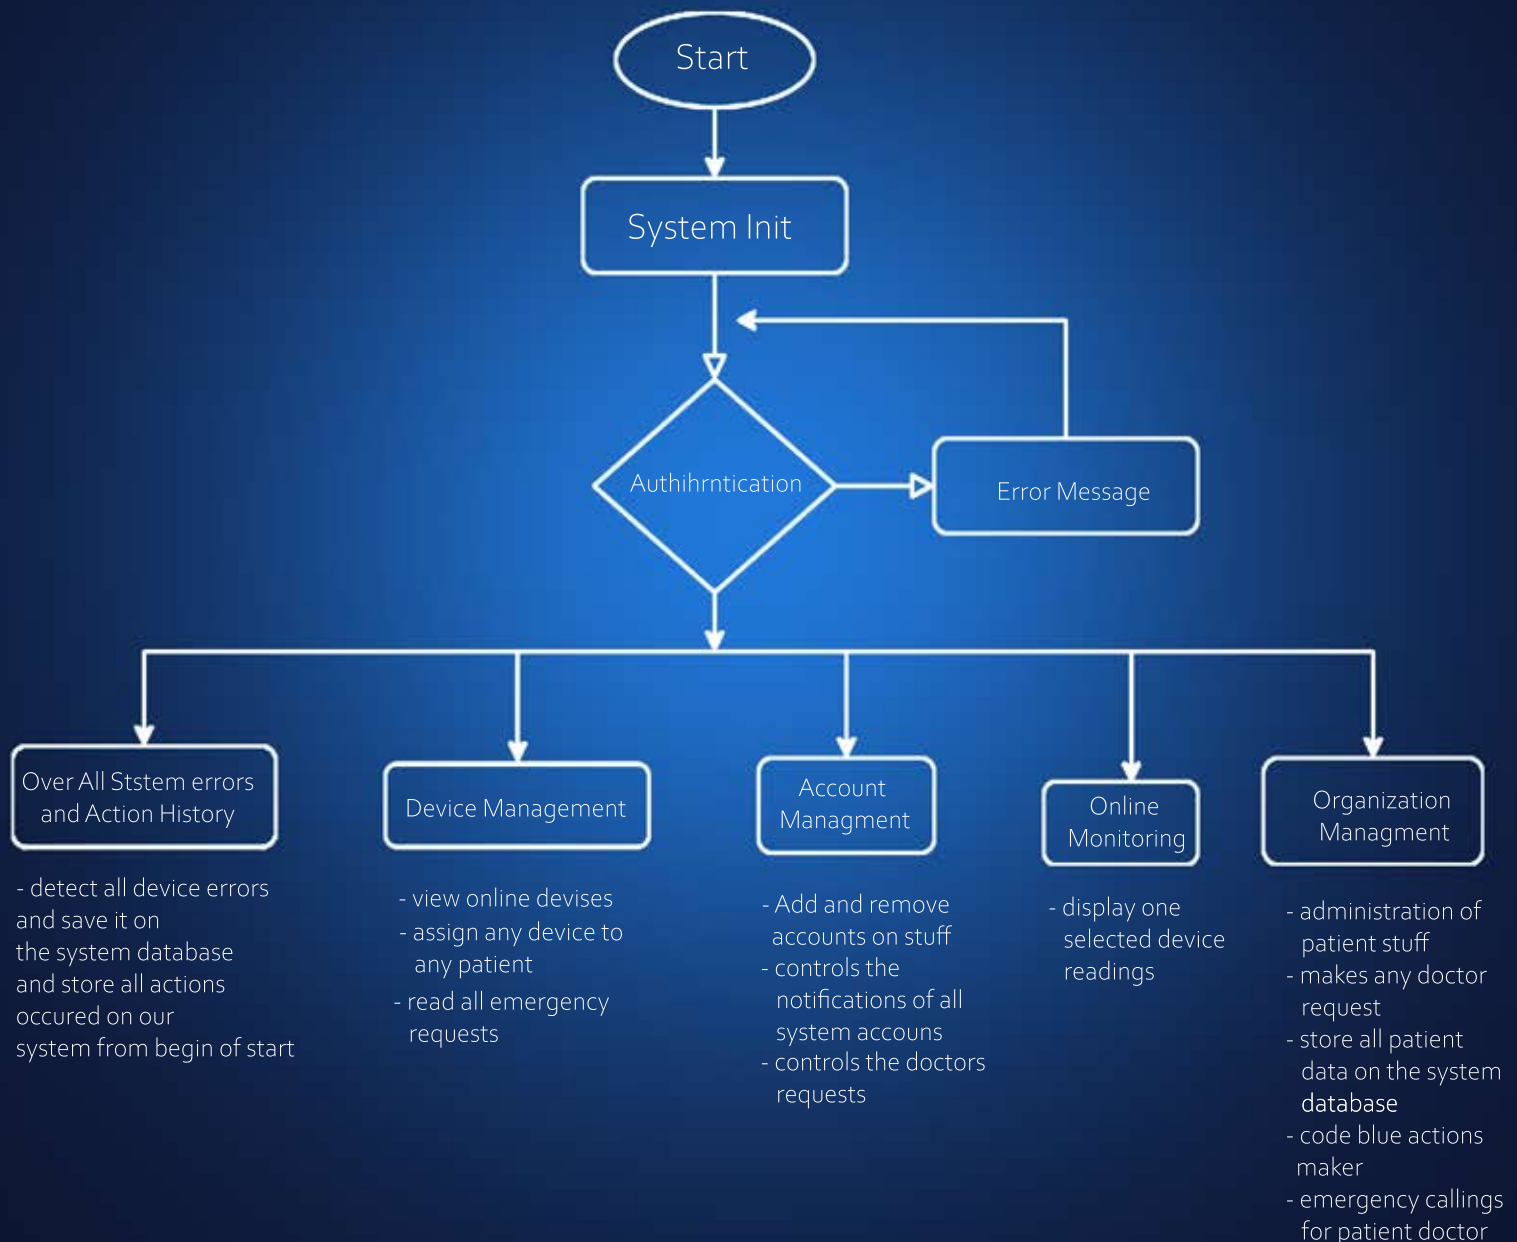 Start
System Init
Authihrntication
Error Message
Over All Ststem errors
and Action History
- detect all device errors
and save it on
the system database
and store all actions
occured on our
system from begin of start
Device Management
- view online devises
- assign any device to
any patient
- read all emergency
requests
Account
Managment
- Add and remove
accounts on stuff
- controls the
notifications of all
system accouns
- controls the doctors
requests
Online
Monitoring
- display one
selected device
readings
Organization
Managment
- administration of
patient stuff
- makes any doctor
request
- store all patient
data on the system
database
- code blue actions
maker
- emergency callings
for patient doctor